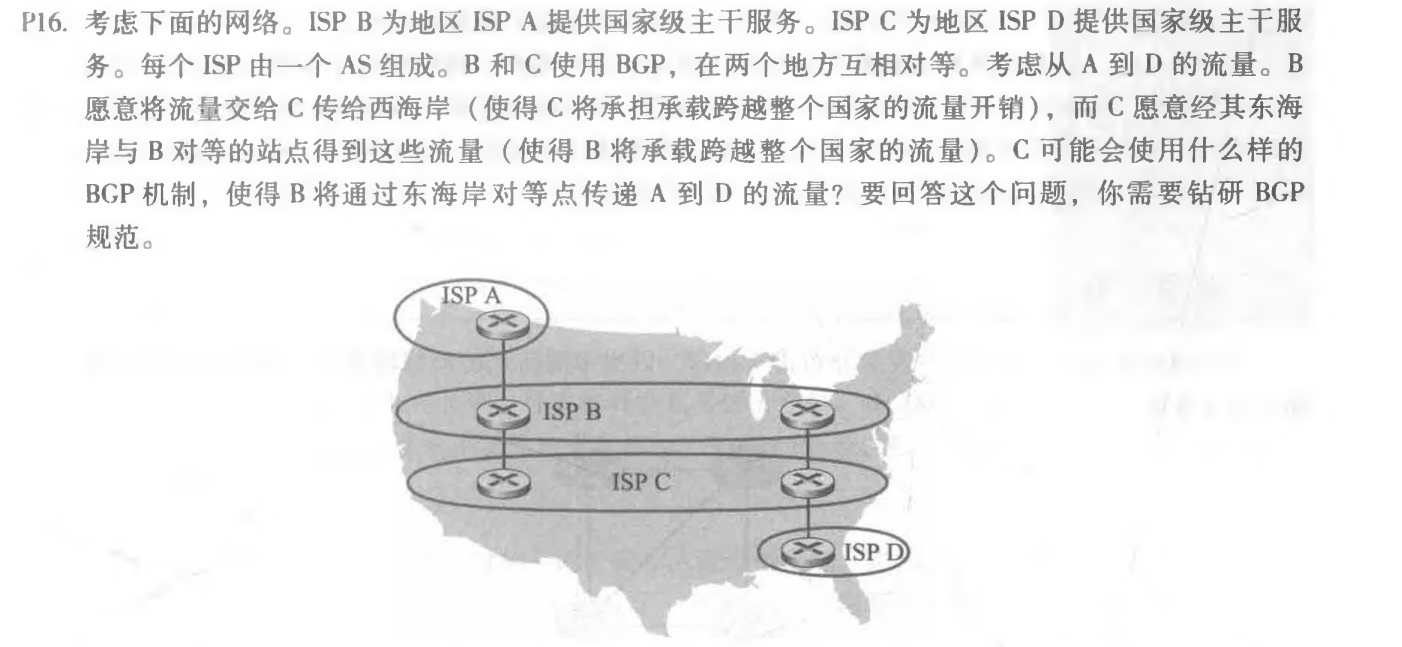 P16. 考虑下面的网络。ISP B 为地区 ISP A 提供国家级主干服务。ISP C 为地区 ISP D 提供国家级主干服
务。每个 ISP 由一个 AS 组成。B 和 C 使用 BGP，在两个地方互相对等。考虑从 A 到 D 的流量。B
愿意将流量交给 C 传给西海岸（使得 C 将承担承载跨越整个国家的流量开销），而 C 愿意经其东海
岸与 B 对等的站点得到这些流量（使得 B 将承载跨越整个国家的流量）。C 可能会使用什么样的
BGP 机制，使得 B 将通过东海岸对等点传递 A 到 D 的流量？要回答这个问题，你需要钻研 BGP
规范。
ISP A
ISP B
ISP C
ISP D